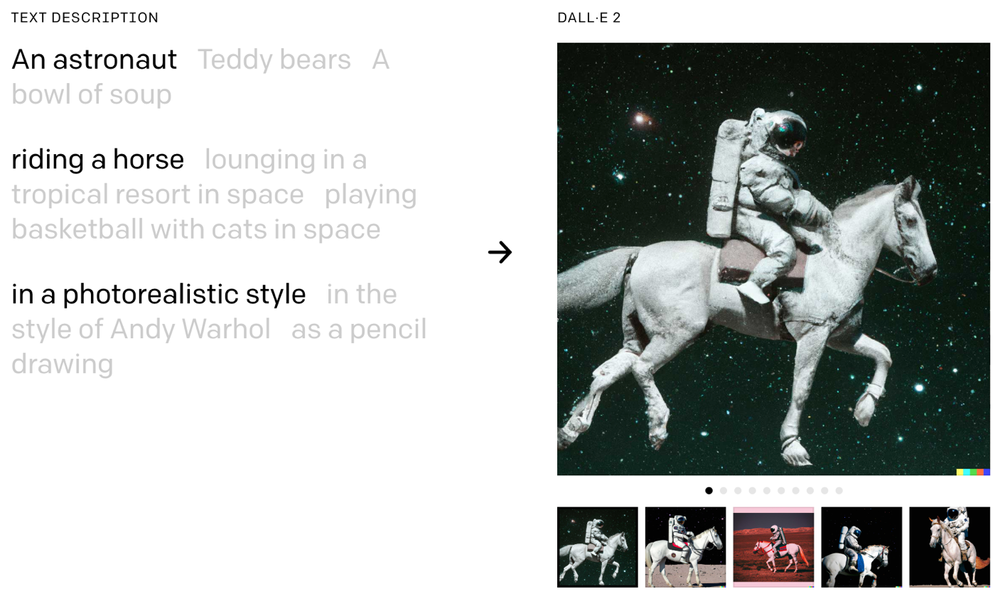 TEXT DESCRIPTION
An astronaut Teddy bears A
bowl of soup
riding a horse lounging in a
tropical resort in space playing
basketball with cats in space
in a photorealistic style in the
style of Andy Warhol as a pencil
drawing
→
DALL·E 2